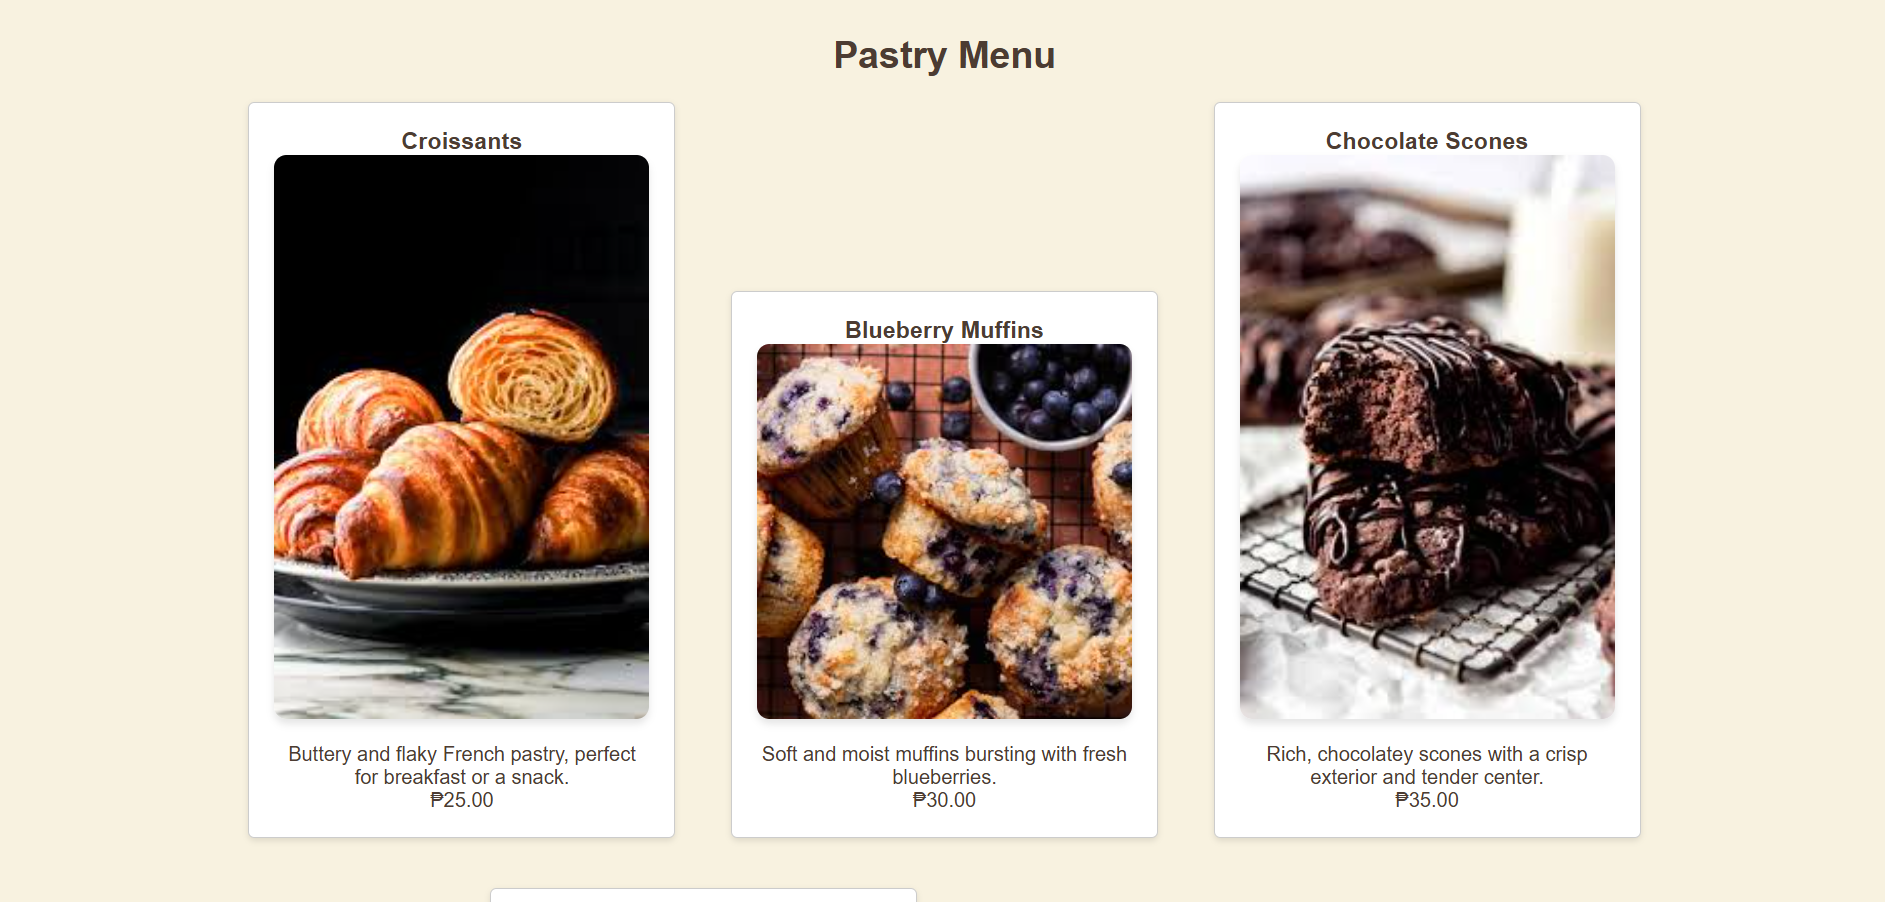 Pastry Menu
Croissants
Buttery and flaky French pastry, perfect
for breakfast or a snack.
₱25.00
Blueberry Muffins
Soft and moist muffins bursting with fresh
blueberries.
₱30.00
Chocolate Scones
Rich, chocolatey scones with a crisp
exterior and tender center.
₱35.00